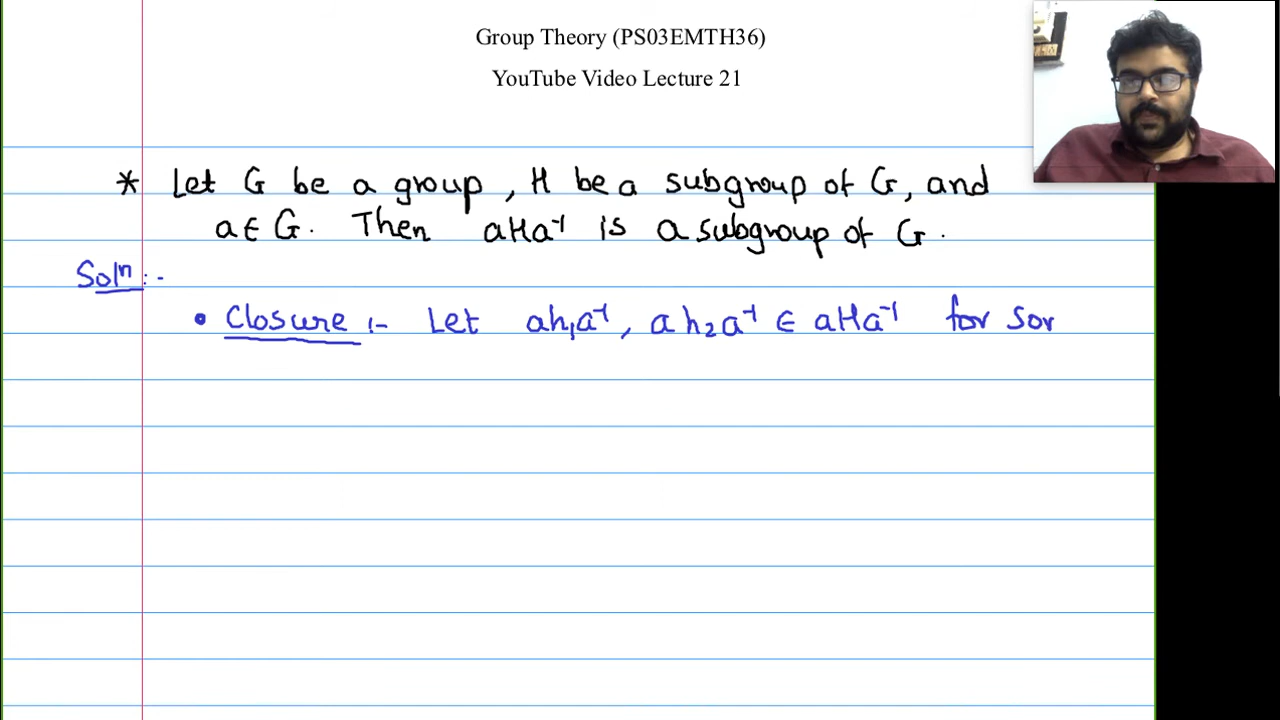 Group Theory (PS03EMTH36)
YouTube Video Lecture 21
* Let G be a group, H be a subgroup of G, and
a ∈ G. Then aHa⁻¹ is a subgroup of G.
Solⁿ :-
• Closure :- Let ah₁a⁻¹, ah₂a⁻¹ ∈ aHa⁻¹ for sor